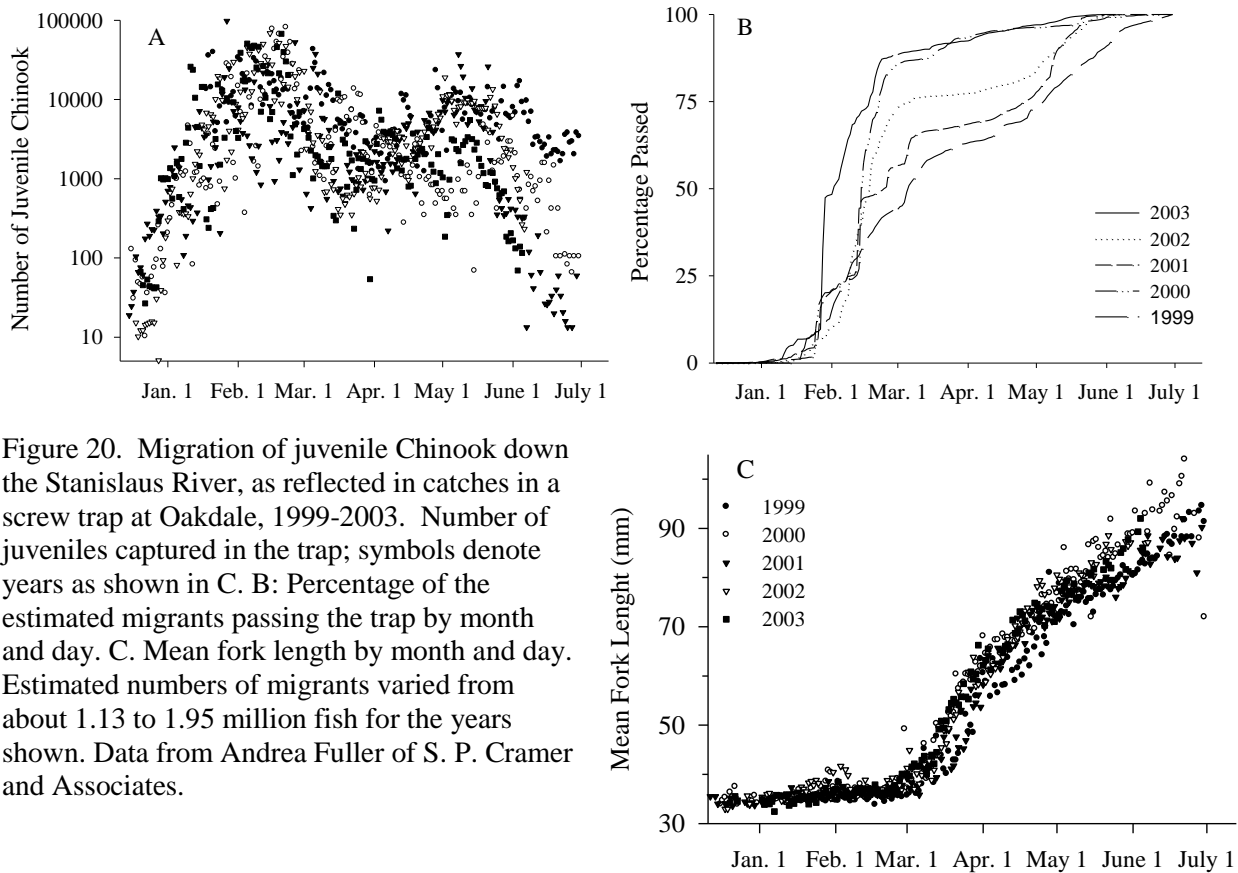 A
100000
10000
1000
100
10
Number of Juvenile Chinook
Jan. 1 Feb. 1 Mar. 1 Apr. 1 May 1 June 1 July 1
B
100
75
50
25
0
Percentage Passed
2003
2002
2001
2000
1999
Jan. 1 Feb. 1 Mar. 1 Apr. 1 May 1 June 1 July 1
Figure 20. Migration of juvenile Chinook down
the Stanislaus River, as reflected in catches in a
screw trap at Oakdale, 1999-2003. Number of
juveniles captured in the trap; symbols denote
years as shown in C. B: Percentage of the
estimated migrants passing the trap by month
and day. C. Mean fork length by month and day.
Estimated numbers of migrants varied from
about 1.13 to 1.95 million fish for the years
shown. Data from Andrea Fuller of S. P. Cramer
and Associates.
C
1999
2000
2001
2002
2003
90
70
50
30
Mean Fork Lenght (mm)
Jan. 1 Feb. 1 Mar. 1 Apr. 1 May 1 June 1 July 1